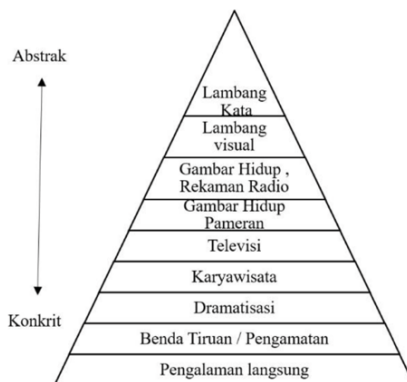 Abstrak
Lambang
Kata
Lambang
visual
Gambar Hidup ,
Rekaman Radio
Gambar Hidup
Pameran
Televisi
Karyawisata
Dramatisasi
Konkrit
Benda Tiruan / Pengamatan
Pengalaman langsung